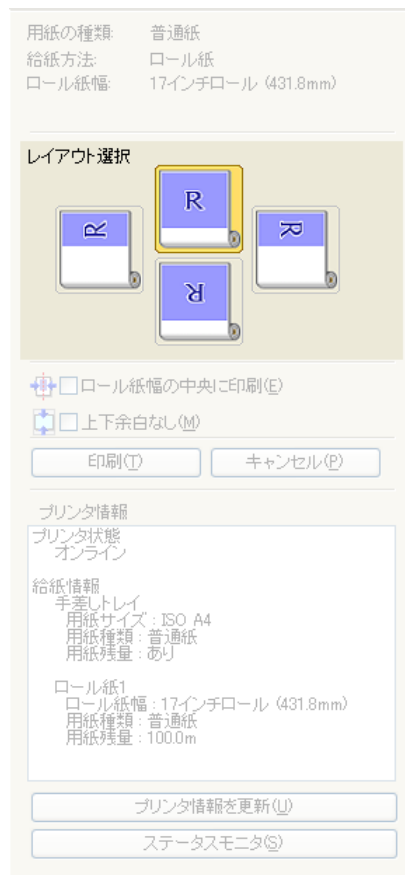 用紙の種類: 普通紙
給紙方法: ロール紙
ロール紙幅: 17インチロール (431.8mm)
レイアウト選択
R
R
R
R
ロール紙幅の中央に印刷(E)
上下余白なし(M)
印刷(T) キャンセル(P)
プリンタ情報
プリンタ状態
オンライン
給紙情報
手差しトレイ
用紙サイズ : ISO A4
用紙種類 : 普通紙
用紙残量 : あり
ロール紙1
ロール紙幅 : 17インチロール (431.8mm)
用紙種類 : 普通紙
用紙残量 : 100.0m
プリンタ情報を更新(U)
ステータスモニタ(S)